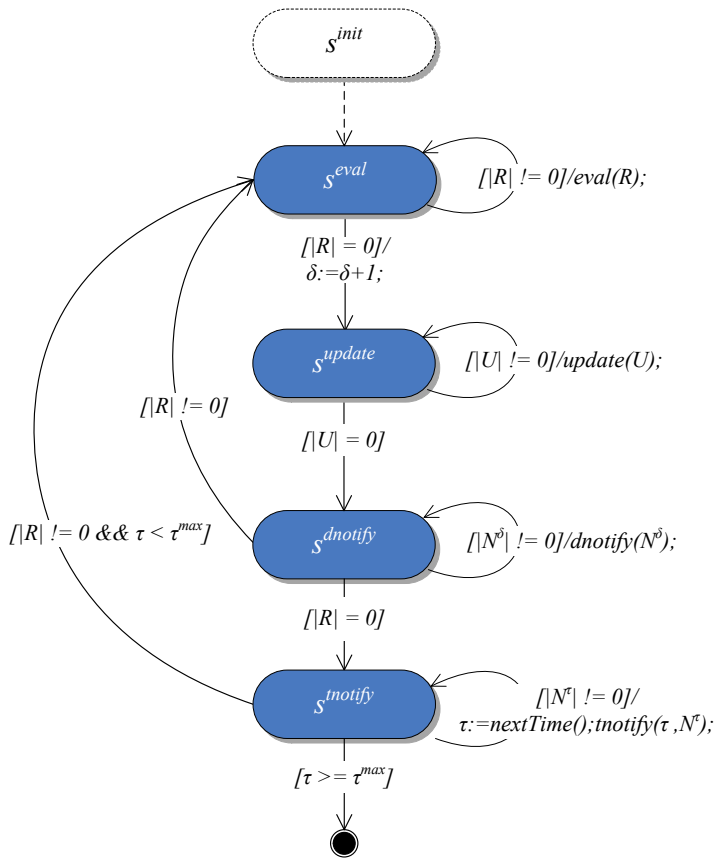 s^init
s^eval
[|R| != 0]/eval(R);
[|R| = 0]/
δ:=δ+1;
s^update
[|U| != 0]/update(U);
[|R| != 0]
[|U| = 0]
[|R| != 0 && τ < τ^max]
s^dnotify
[|N^δ| != 0]/dnotify(N^δ);
[|R| = 0]
s^tnotify
[|N^τ| != 0]/
τ:=nextTime();tnotify(τ ,N^τ);
[τ >= τ^max]